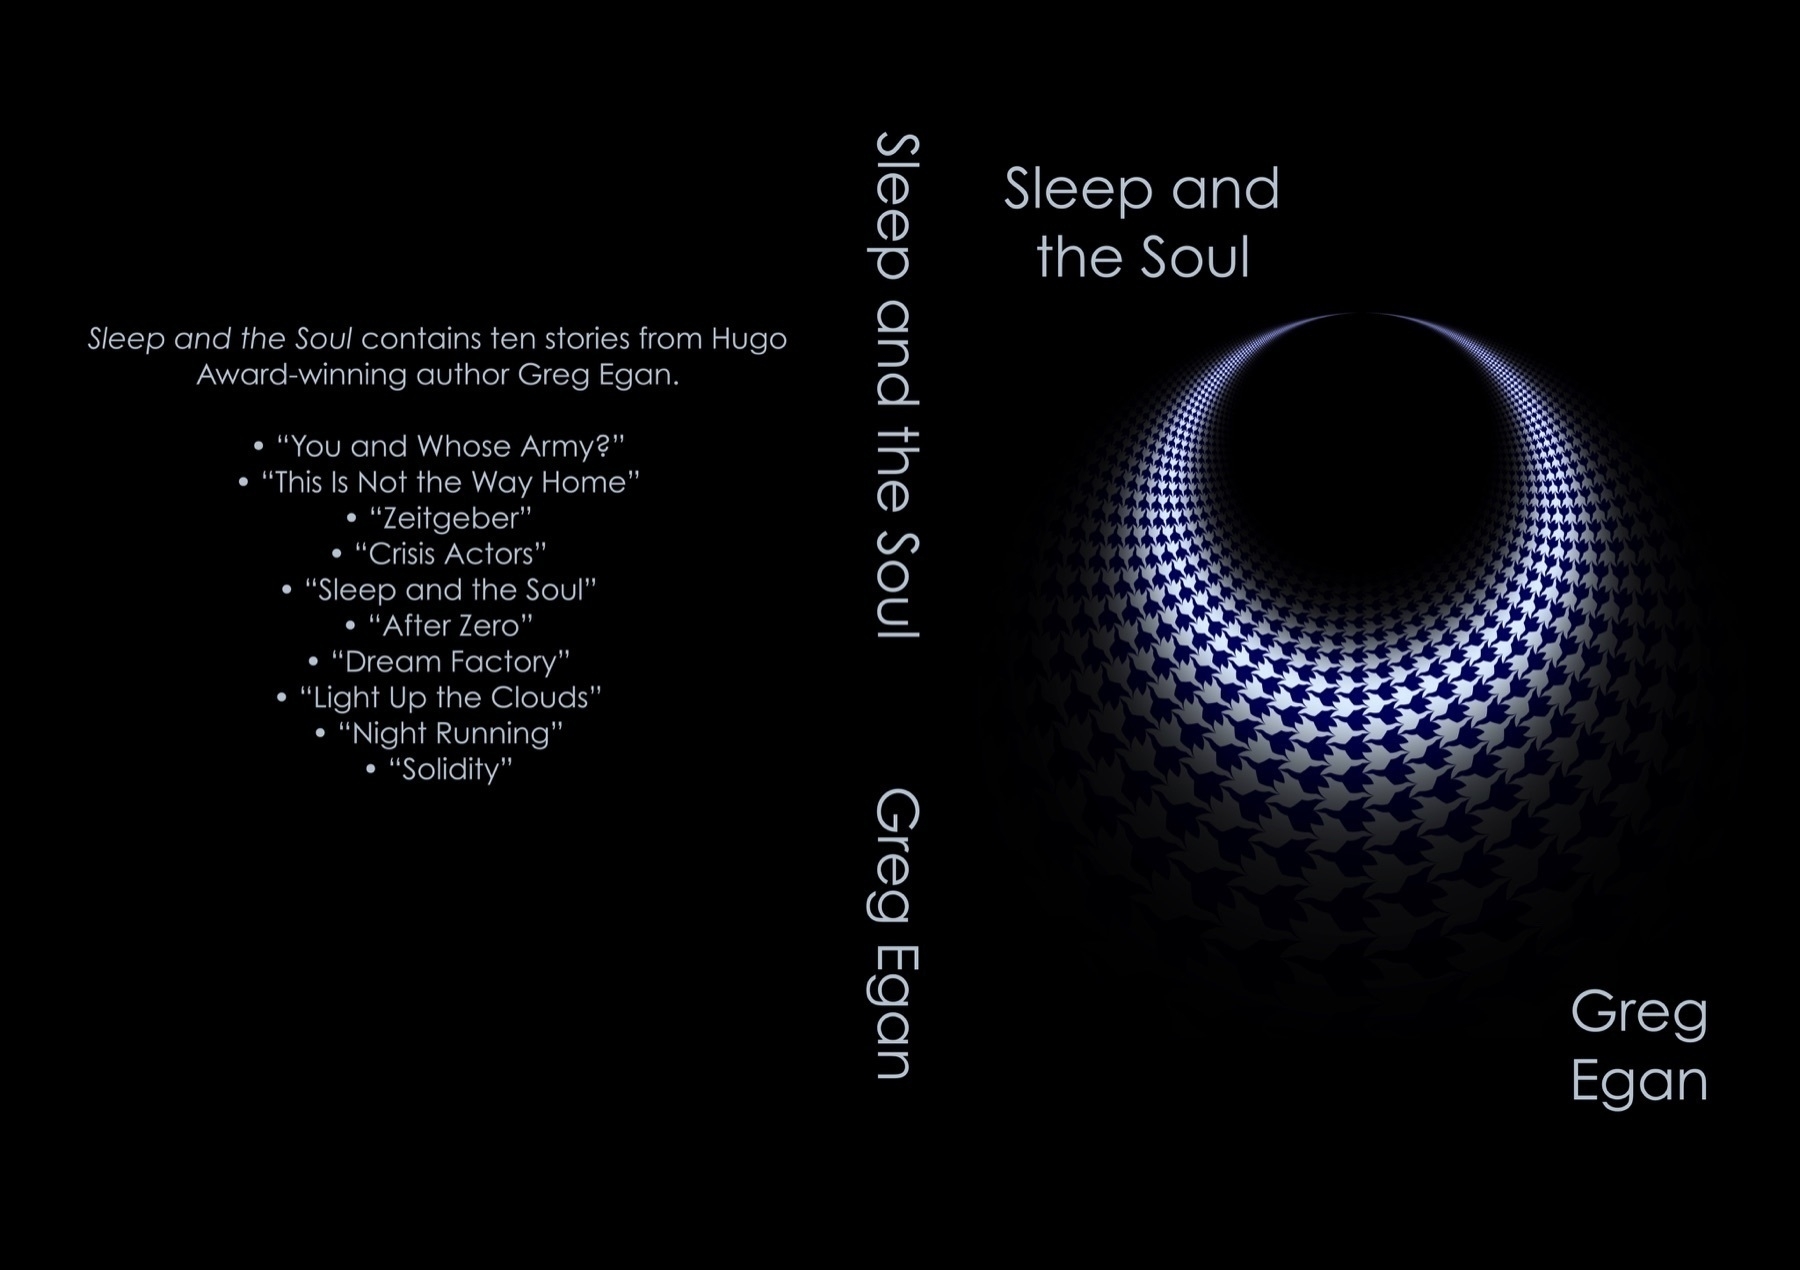 Sleep and the Soul contains ten stories from Hugo
Award-winning author Greg Egan.
• “You and Whose Army?”
• “This Is Not the Way Home”
• “Zeitgeber”
• “Crisis Actors”
• “Sleep and the Soul”
• “After Zero”
• “Dream Factory”
• “Light Up the Clouds”
• “Night Running”
• “Solidity”
Sleep and the Soul
Greg Egan
Sleep and
the Soul
Greg
Egan